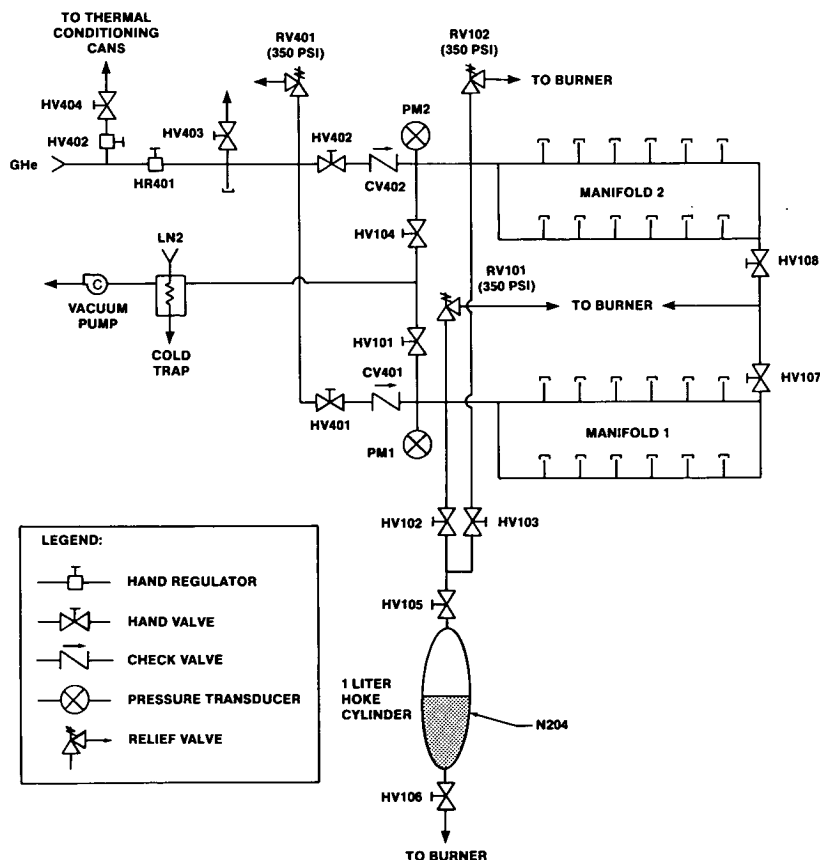 TO THERMAL
CONDITIONING
CANS
RV401
(350 PSI)
RV102
(350 PSI)
TO BURNER
HV404
HV402
HV403
PM2
HV402
GHe
HR401
CV402
MANIFOLD 2
LN2
HV104
HV108
RV101
(350 PSI)
TO BURNER
C
VACUUM
PUMP
COLD
TRAP
HV101
CV401
HV107
HV401
MANIFOLD 1
PM1
HV102
HV103
LEGEND:
HAND REGULATOR
HAND VALVE
CHECK VALVE
PRESSURE TRANSDUCER
RELIEF VALVE
HV105
1 LITER
HOKE
CYLINDER
N204
HV106
TO BURNER